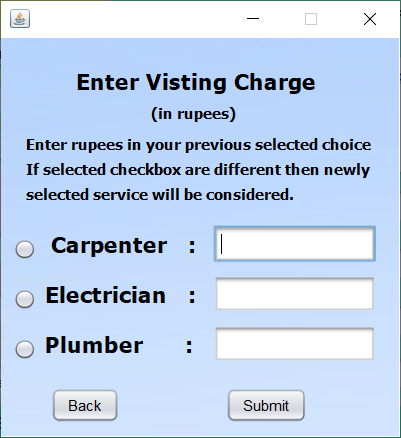 Enter Visting Charge
(in rupees)
Enter rupees in your previous selected choice
If selected checkbox are different then newly
selected service will be considered.
Carpenter :
Electrician :
Plumber :
Back Submit